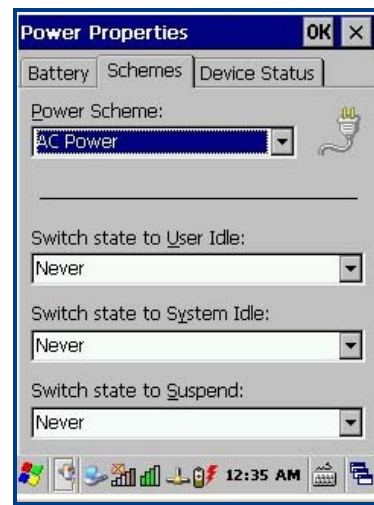 Power Properties OK ×
Battery Schemes Device Status
Power Scheme:
AC Power
Switch state to User Idle:
Never
Switch state to System Idle:
Never
Switch state to Suspend:
Never
12:35 AM